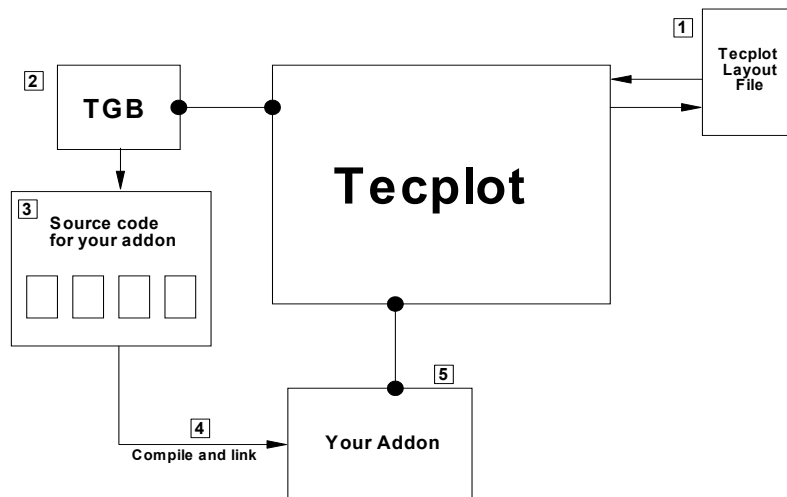 1
Tecplot
Layout
File
2
TGB
Tecplot
3
Source code
for your addon
5
4
Your Addon
Compile and link